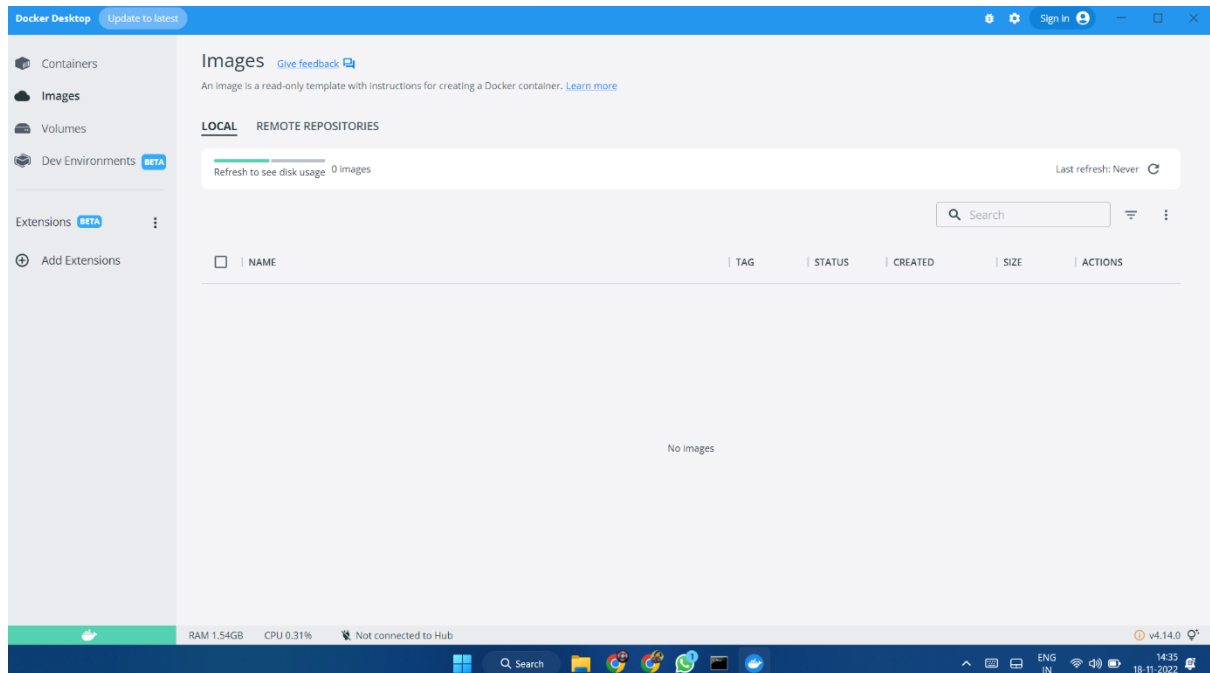 Docker Desktop Update to latest Sign in
Containers
Images
Volumes
Dev Environments BETA
Extensions BETA
Add Extensions
Images Give feedback
An image is a read-only template with instructions for creating a Docker container. Learn more
LOCAL REMOTE REPOSITORIES
Refresh to see disk usage 0 images Last refresh: Never
Search
NAME TAG STATUS CREATED SIZE ACTIONS
No images
RAM 1.54GB CPU 0.31% Not connected to Hub v4.14.0
Search 1 ENG 14:35
IN 18-11-2022